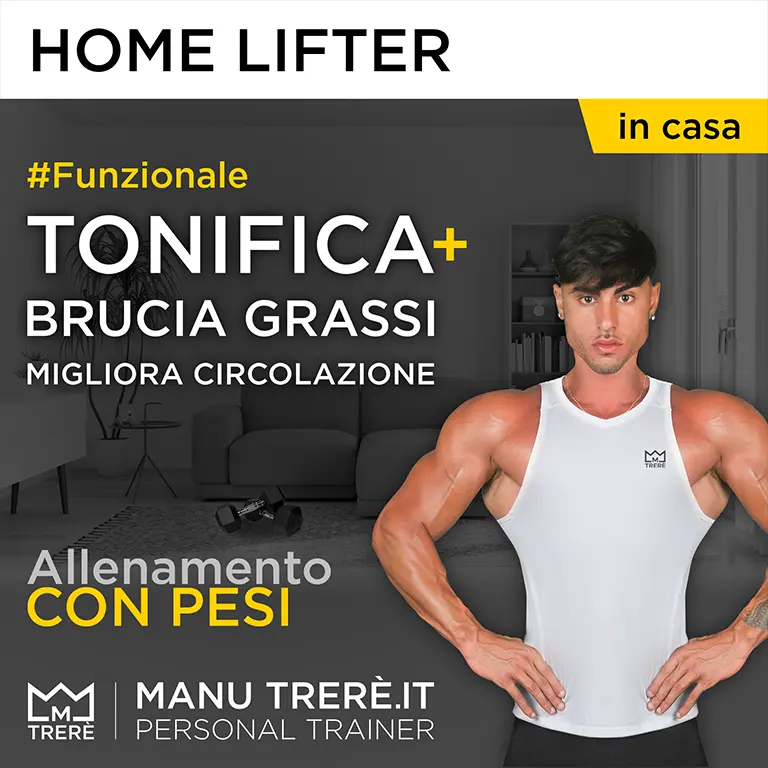 HOME LIFTER
in casa
#Funzionale
TONIFICA+
BRUCIA GRASSI
MIGLIORA CIRCOLAZIONE
M
TRERÈ
Allenamento
CON PESI
M
TRERÈ
MANU TRERÈ.IT
PERSONAL TRAINER